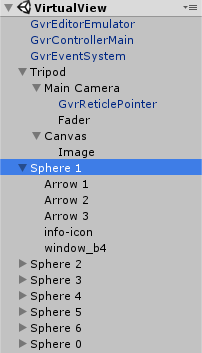 VirtualView
GvrEditorEmulator
GvrControllerMain
GvrEventSystem
Tripod
Main Camera
GvrReticlePointer
Fader
Canvas
Image
Sphere 1
Arrow 1
Arrow 2
Arrow 3
info-icon
window_b4
Sphere 2
Sphere 3
Sphere 4
Sphere 5
Sphere 6
Sphere 0